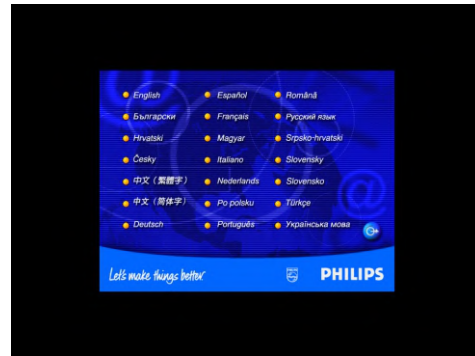 English
Български
Hrvatski
Česky
中文（繁體字）
中文（简体字）
Deutsch
Español
Français
Magyar
Italiano
Nederlands
Po polsku
Português
Română
Русский язык
Srpsko-hrvatski
Slovensky
Slovensko
Türkçe
Українська мова
Let's make things better.
PHILIPS